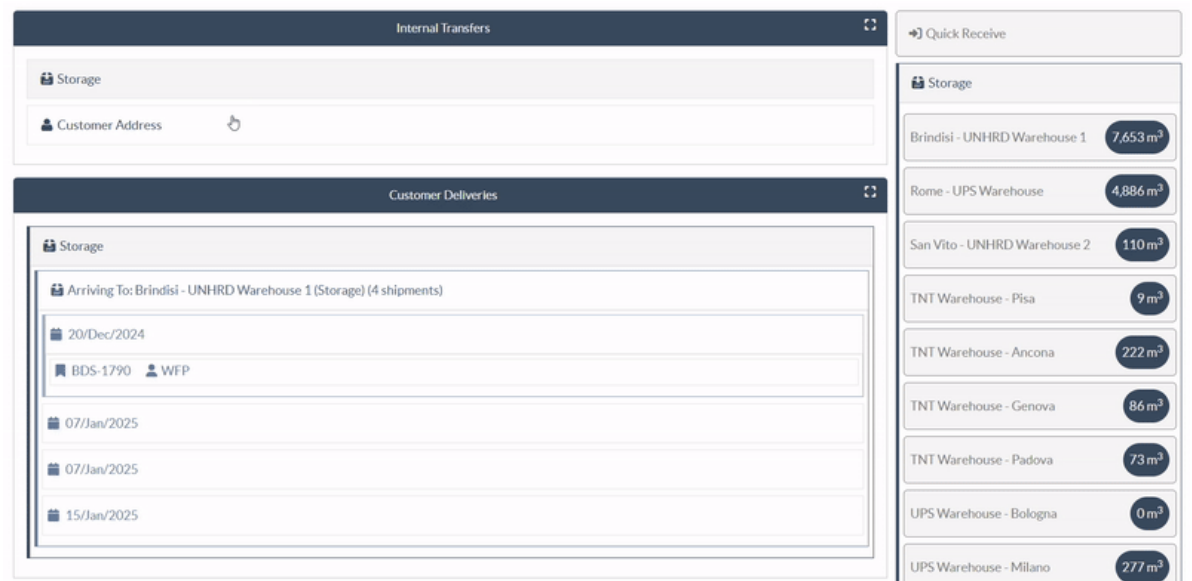 Internal Transfers
Storage
Customer Address
Customer Deliveries
Storage
Arriving To: Brindisi - UNHRD Warehouse 1 (Storage) (4 shipments)
20/Dec/2024
BDS-1790 WFP
07/Jan/2025
07/Jan/2025
15/Jan/2025
Quick Receive
Storage
Brindisi - UNHRD Warehouse 1 7,653 m³
Rome - UPS Warehouse 4,886 m³
San Vito - UNHRD Warehouse 2 110 m³
TNT Warehouse - Pisa 9 m³
TNT Warehouse - Ancona 222 m³
TNT Warehouse - Genova 86 m³
TNT Warehouse - Padova 73 m³
UPS Warehouse - Bologna 0 m³
UPS Warehouse - Milano 277 m³